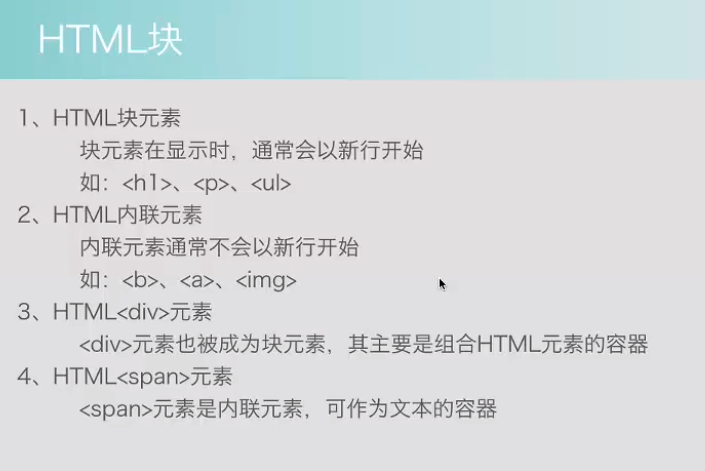 HTML块
1、HTML块元素
块元素在显示时，通常会以新行开始
如：<h1>、<p>、<ul>
2、HTML内联元素
内联元素通常不会以新行开始
如：<b>、<a>、<img>
3、HTML<div>元素
<div>元素也被成为块元素，其主要是组合HTML元素的容器
4、HTML<span>元素
<span>元素是内联元素，可作为文本的容器